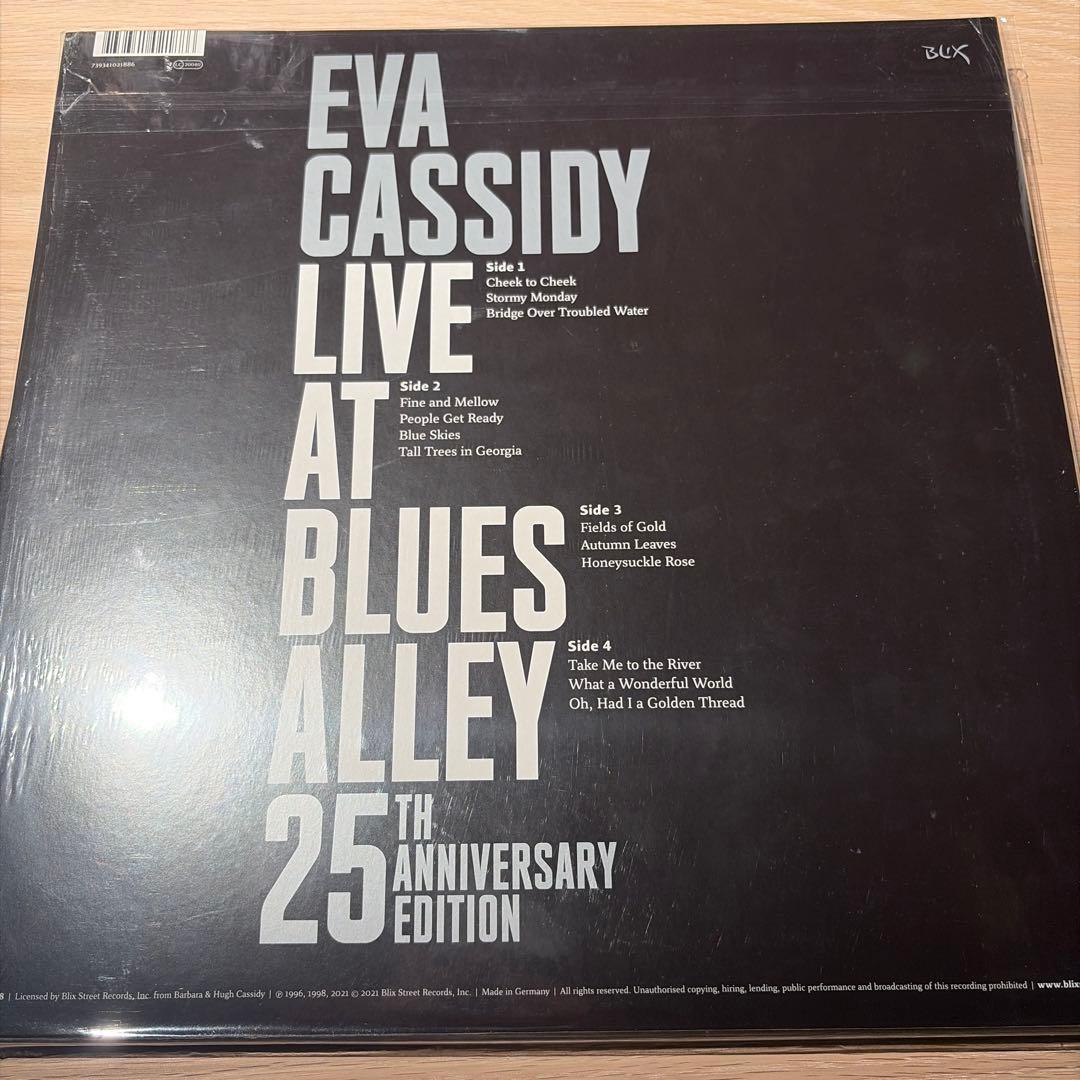 739341021886
LC 20080
BLIX
EVA
CASSIDY
LIVE
Side 1
Cheek to Cheek
Stormy Monday
Bridge Over Troubled Water
AT
Side 2
Fine and Mellow
People Get Ready
Blue Skies
Tall Trees in Georgia
BLUES
Side 3
Fields of Gold
Autumn Leaves
Honeysuckle Rose
ALLEY
Side 4
Take Me to the River
What a Wonderful World
Oh, Had I a Golden Thread
25TH
ANNIVERSARY
EDITION
8 | Licensed by Blix Street Records, Inc. from Barbara & Hugh Cassidy | ℗ 1996, 1998, 2021 © 2021 Blix Street Records, Inc. | Made in Germany | All rights reserved. Unauthorised copying, hiring, lending, public performance and broadcasting of this recording prohibited | www.blix